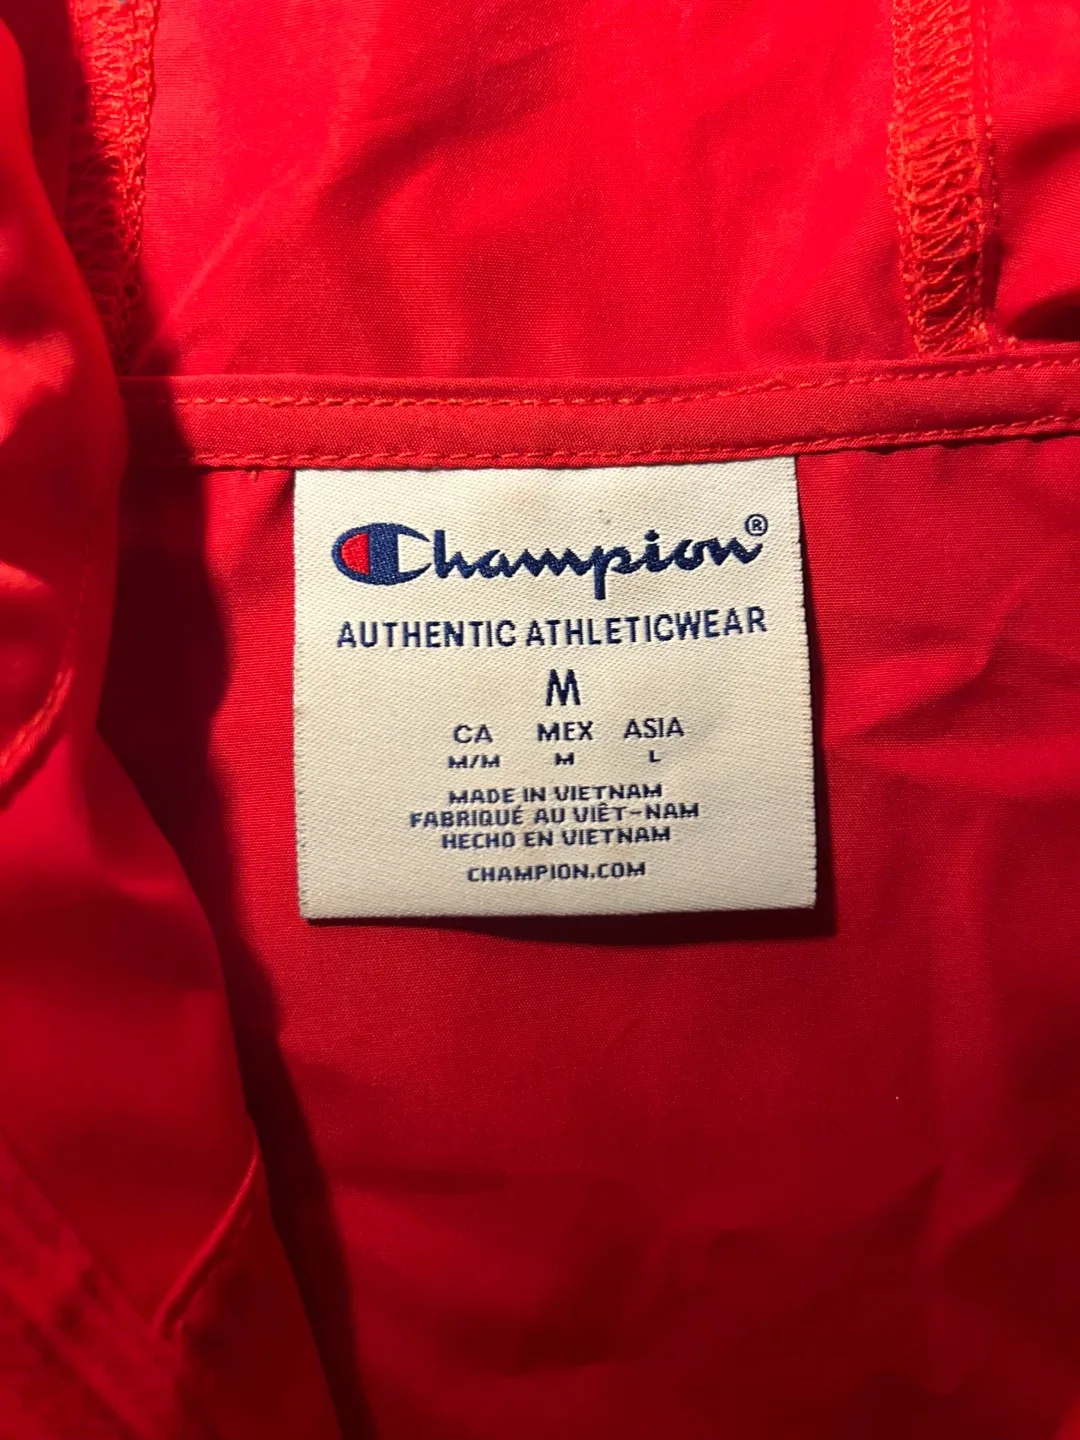 Champion®
AUTHENTIC ATHLETICWEAR
M
CA MEX ASIA
M/M M L
MADE IN VIETNAM
FABRIQUÉ AU VIÊT-NAM
HECHO EN VIETNAM
CHAMPION.COM